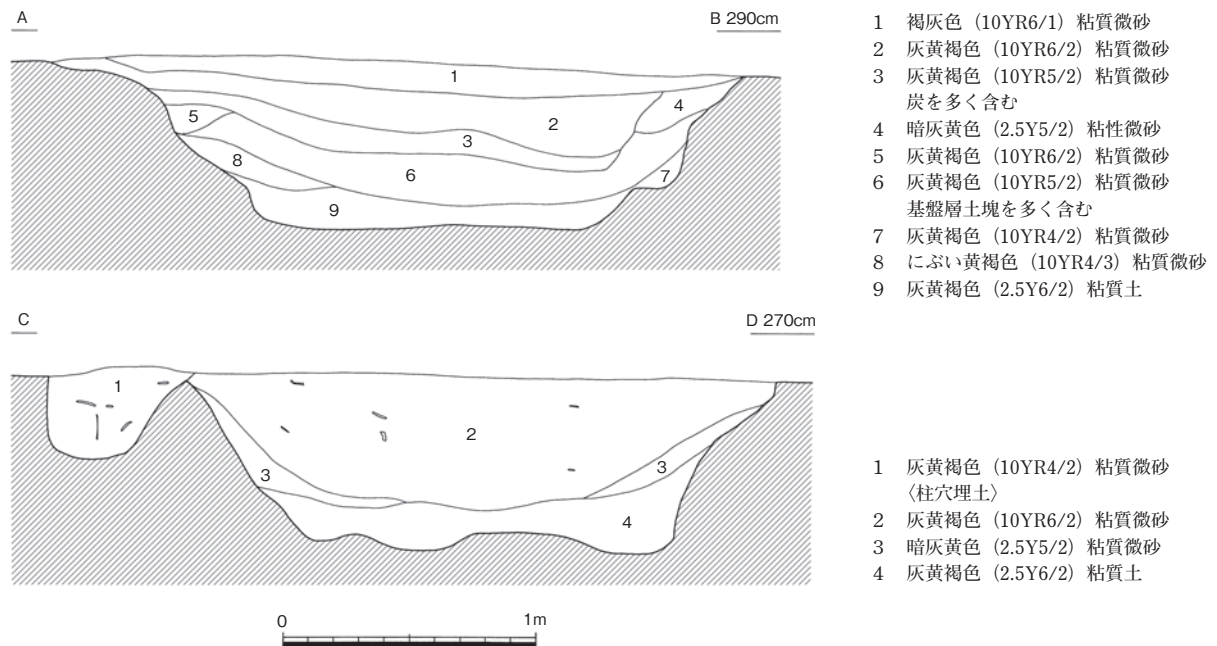 A
B 290cm
1
2
3
4
5
6
7
8
9
1 褐灰色（10YR6/1）粘質微砂
2 灰黄褐色（10YR6/2）粘質微砂
3 灰黄褐色（10YR5/2）粘質微砂
炭を多く含む
4 暗灰黄色（2.5Y5/2）粘性微砂
5 灰黄褐色（10YR6/2）粘質微砂
6 灰黄褐色（10YR5/2）粘質微砂
基盤層土塊を多く含む
7 灰黄褐色（10YR4/2）粘質微砂
8 にぶい黄褐色（10YR4/3）粘質微砂
9 灰黄褐色（2.5Y6/2）粘質土
C
D 270cm
1
2
3
3
4
1 灰黄褐色（10YR4/2）粘質微砂
〈柱穴埋土〉
2 灰黄褐色（10YR6/2）粘質微砂
3 暗灰黄色（2.5Y5/2）粘質微砂
4 灰黄褐色（2.5Y6/2）粘質土
0
1m